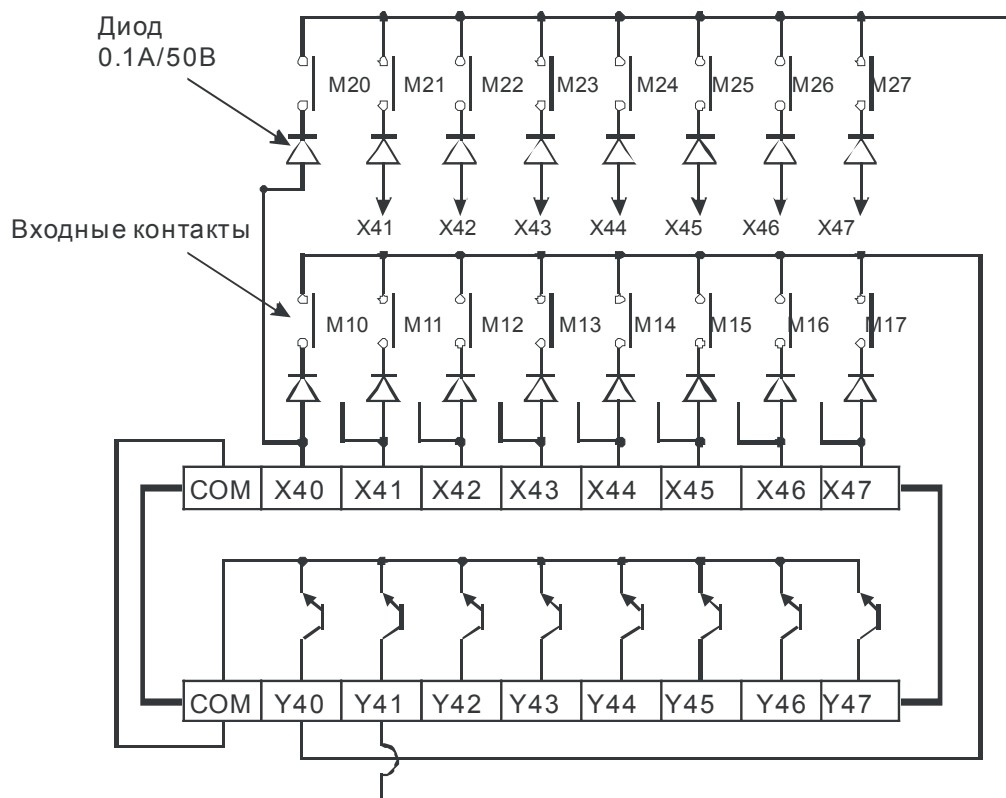 Диод
0.1А/50В
M20 M21 M22 M23 M24 M25 M26 M27
X41 X42 X43 X44 X45 X46 X47
Входные контакты
M10 M11 M12 M13 M14 M15 M16 M17
COM X40 X41 X42 X43 X44 X45 X46 X47
COM Y40 Y41 Y42 Y43 Y44 Y45 Y46 Y47